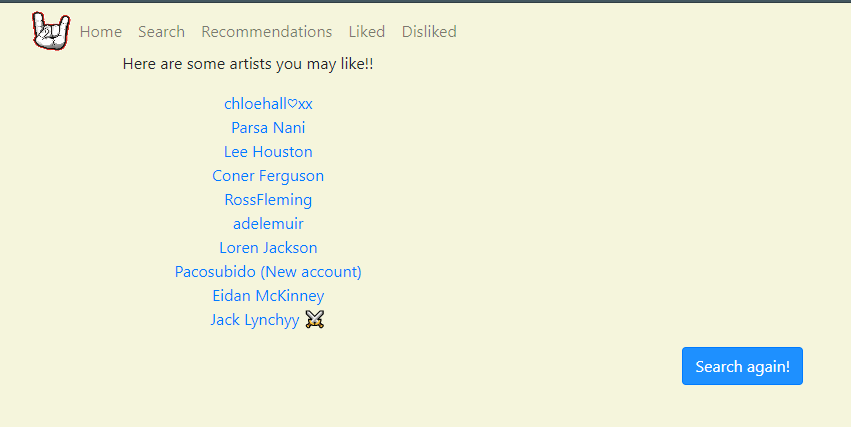 Home Search Recommendations Liked Disliked
Here are some artists you may like!!
chloehall♡xx
Parsa Nani
Lee Houston
Coner Ferguson
RossFleming
adelemuir
Loren Jackson
Pacosubido (New account)
Eidan McKinney
Jack Lynchyy ⚔️
Search again!